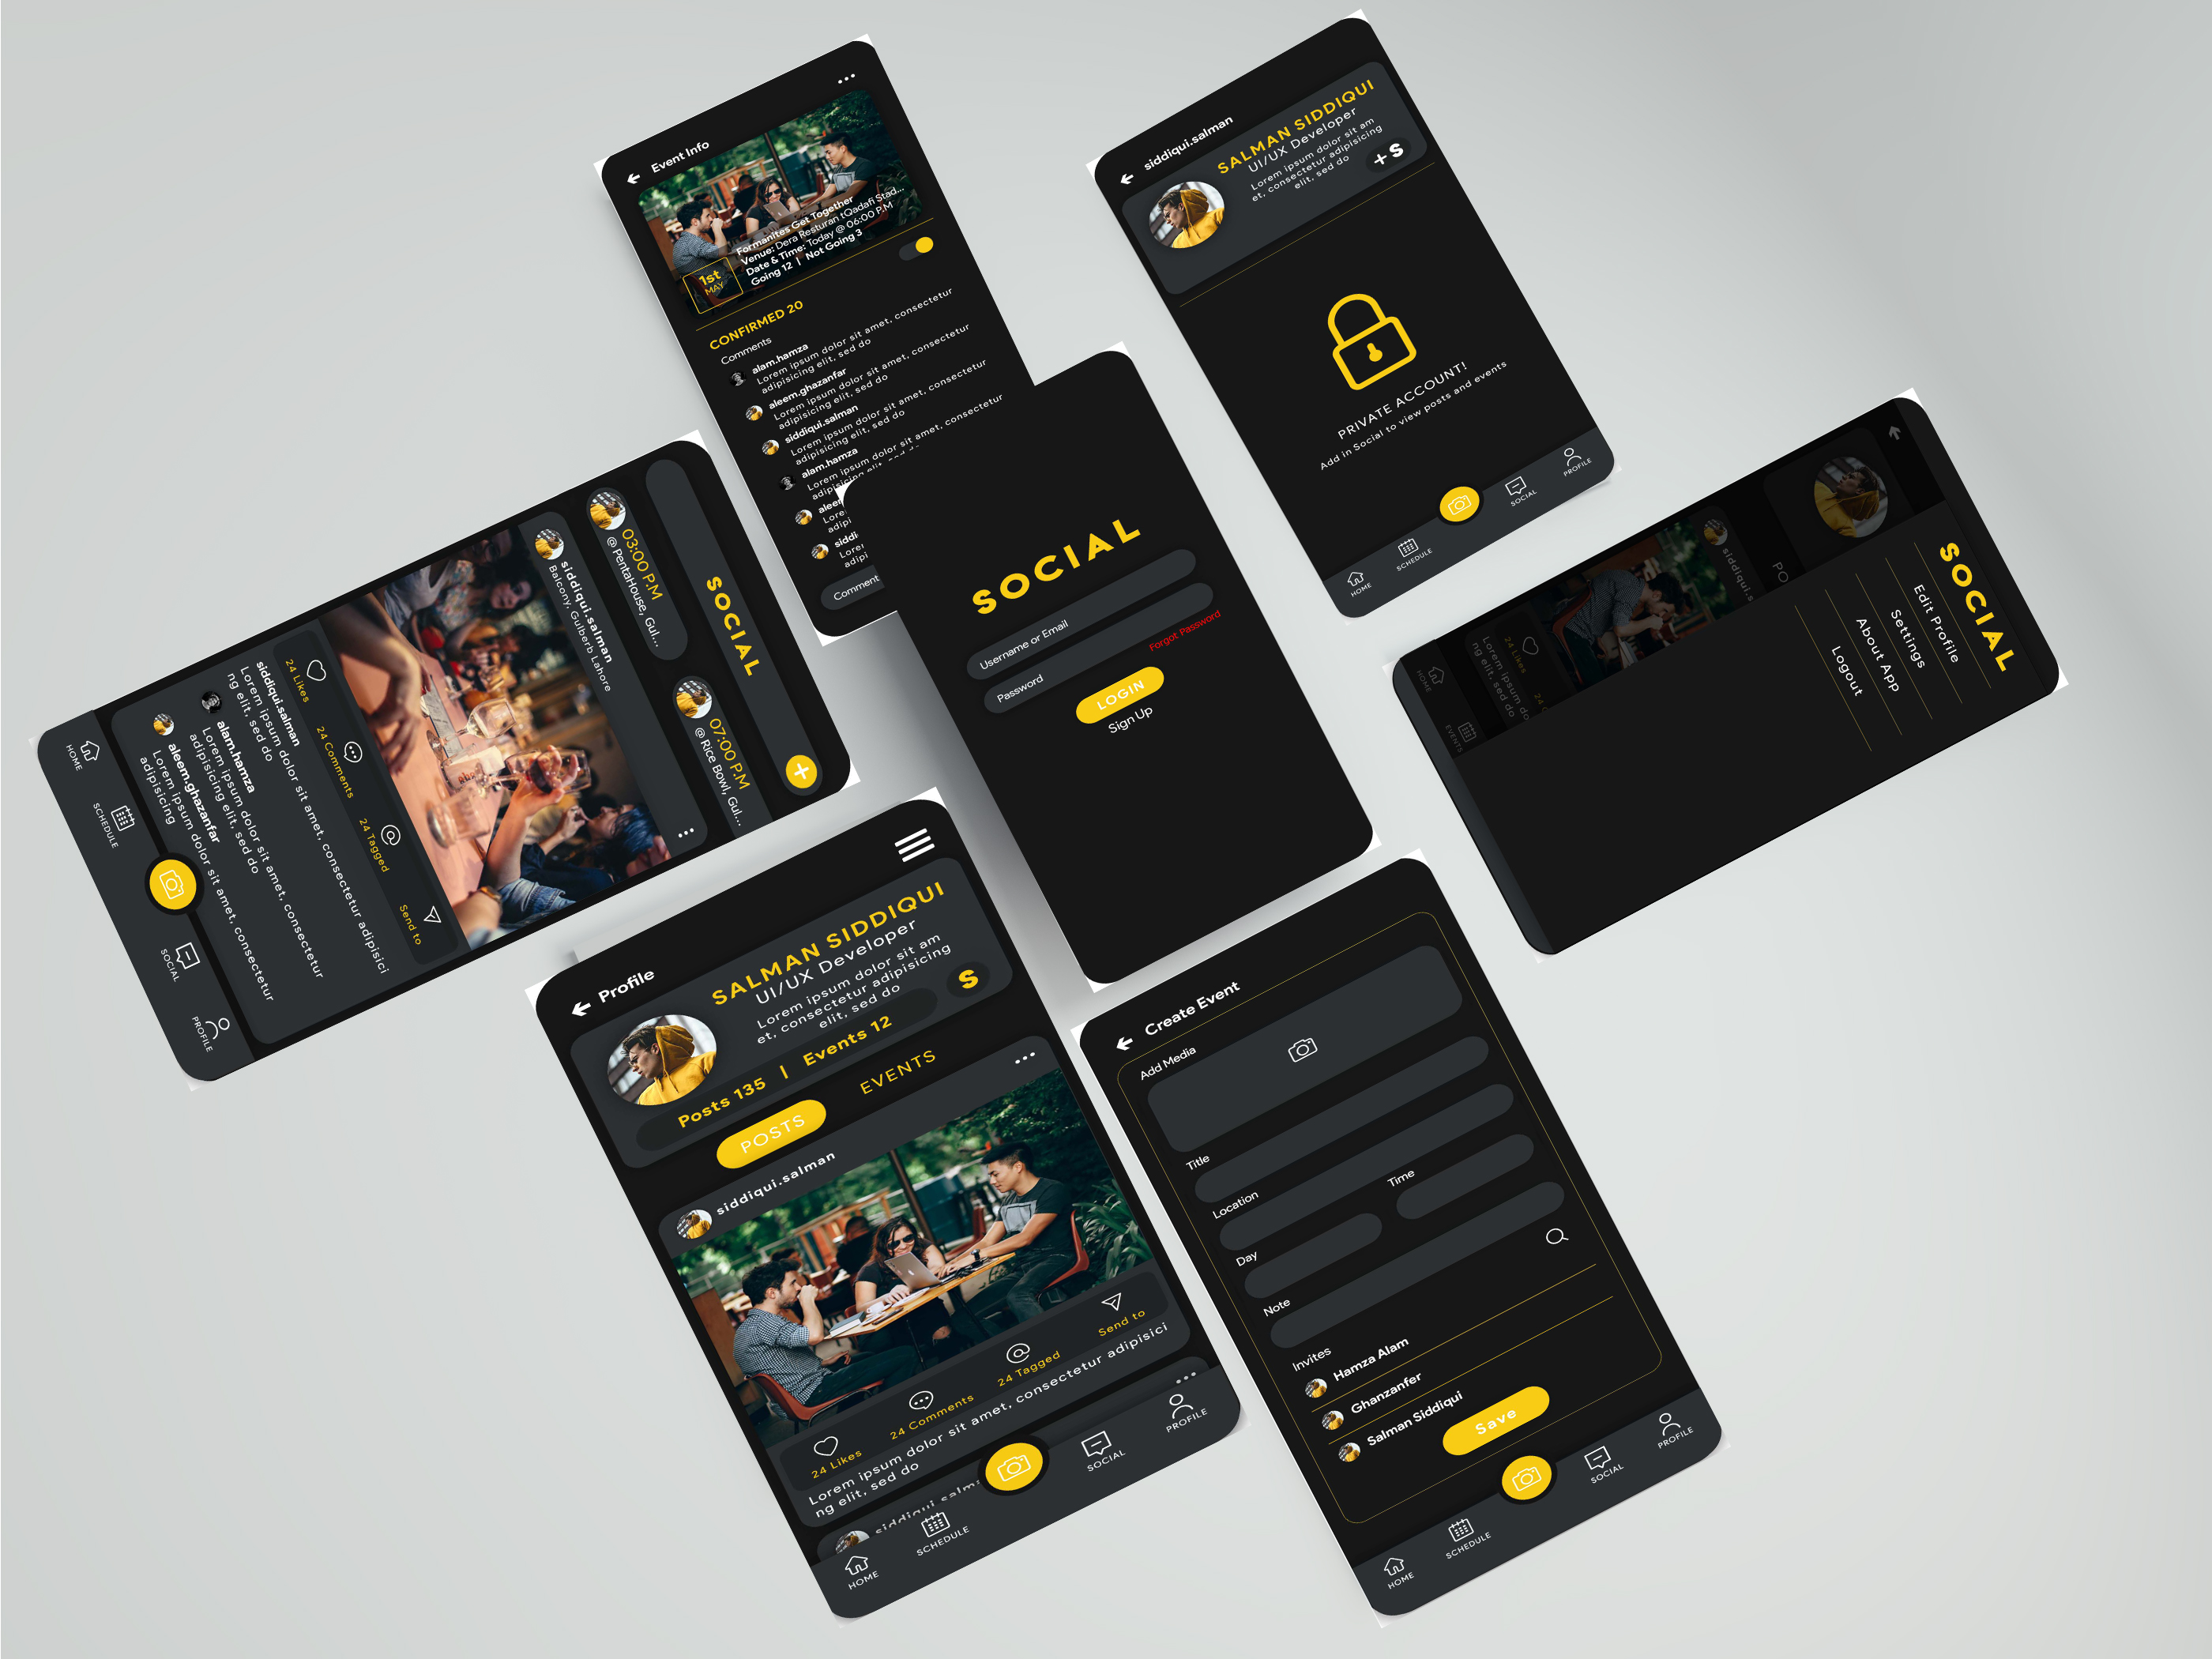 Event Info
Formanites Get Together
Venue: Dera Resturan tQadafi Stad...
Date & Time: Today @ 06:00 P.M
Going 12 | Not Going 3
1st
MAY
CONFIRMED 20
Comments
alam.hamza
Lorem ipsum dolor sit amet, consectetur
adipisicing elit, sed do
aleem.ghazanfar
Lorem ipsum dolor sit amet, consectetur
adipisicing elit, sed do
siddiqui.salman
Lorem ipsum dolor sit amet, consectetur
adipisicing elit, sed do
alam.hamza
Lorem ipsum dolor sit amet, consectetur
adipisicing elit, sed do
aleer
Lore
adipi
siddi
Lorer
adip
Comment
siddiqui.salman
SALMAN SIDDIQUI
UI/UX Developer
Lorem ipsum dolor sit am
et, consectetur adipisicing
elit, sed do
+S
PRIVATE ACCOUNT!
Add in Social to view posts and events
HOME
SCHEDULE
SOCIAL
PROFILE
SOCIAL
03:00 P.M
@ PentaHouse, Gul...
07:00 P.M
@ Rice Bowl, Gul...
siddiqui.salman
Balcony, Gulberb Lahore
24 Likes
24 Comments
24 Tagged
Send to
siddiqui.salman
Lorem ipsum dolor sit amet, consectetur adipisici
ng elit, sed do
alam.hamza
Lorem ipsum dolor sit amet, consectetur
adipisicing elit, sed do
aleem.ghazanfar
Lorem ipsum dolor sit amet, consectetur
adipisicing
HOME
SCHEDULE
SOCIAL
PROFILE
SOCIAL
Username or Email
Password
Forgot Password
LOGIN
Sign Up
SOCIAL
Edit Profile
Settings
About App
Logout
PO
siddiqui.s
24 Likes
24 C
Lorem ipsum do
ng elit, sed do
HOME
EVENTS
Profile
SALMAN SIDDIQUI
UI/UX Developer
Lorem ipsum dolor sit am
et, consectetur adipisicing
elit, sed do
S
Posts 135 | Events 12
POSTS
EVENTS
siddiqui.salman
24 Likes
24 Comments
24 Tagged
Send to
Lorem ipsum dolor sit amet, consectetur adipisici
ng elit, sed do
siddiqui.salm
HOME
SCHEDULE
SOCIAL
PROFILE
Create Event
Add Media
Title
Location
Day
Time
Note
Invites
Hamza Alam
Ghanzanfer
Salman Siddiqui
Save
HOME
SCHEDULE
SOCIAL
PROFILE